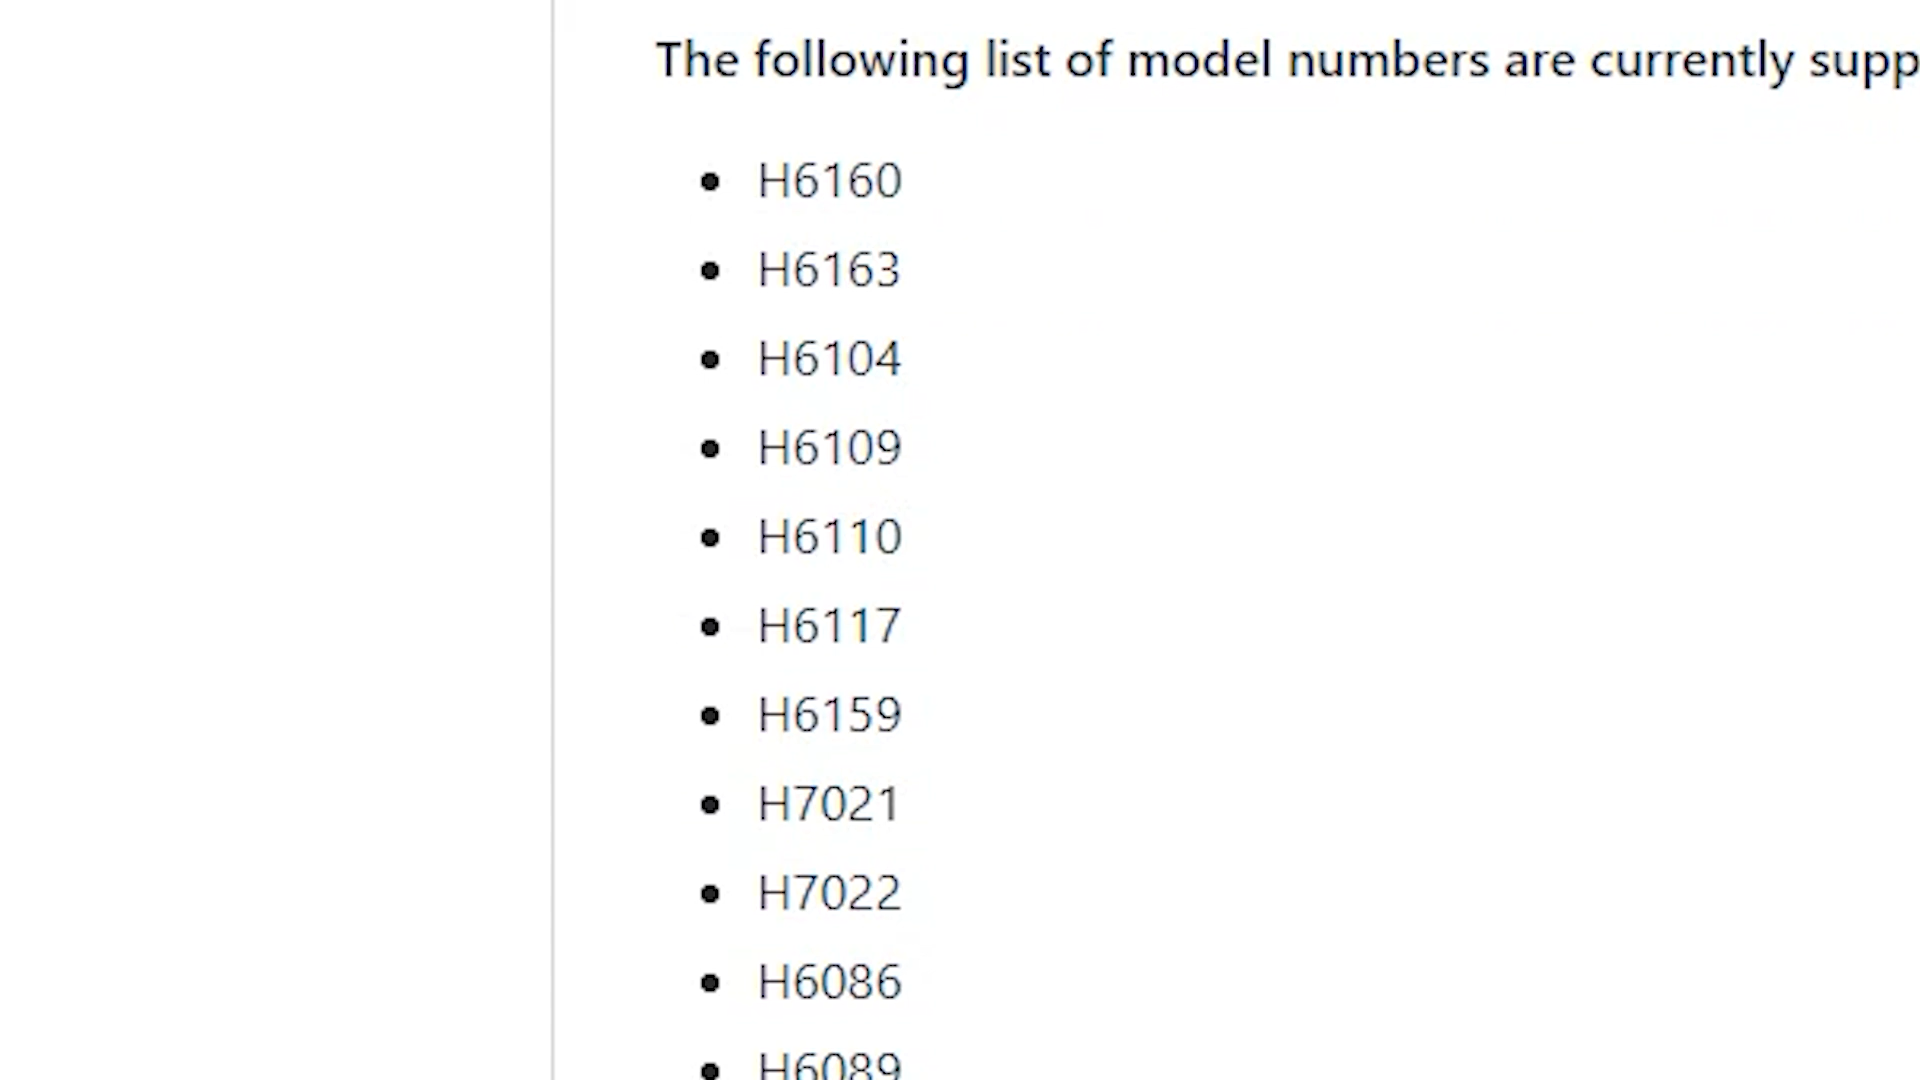 The following list of model numbers are currently supp
• H6160
• H6163
• H6104
• H6109
• H6110
• H6117
• H6159
• H7021
• H7022
• H6086
• H6089